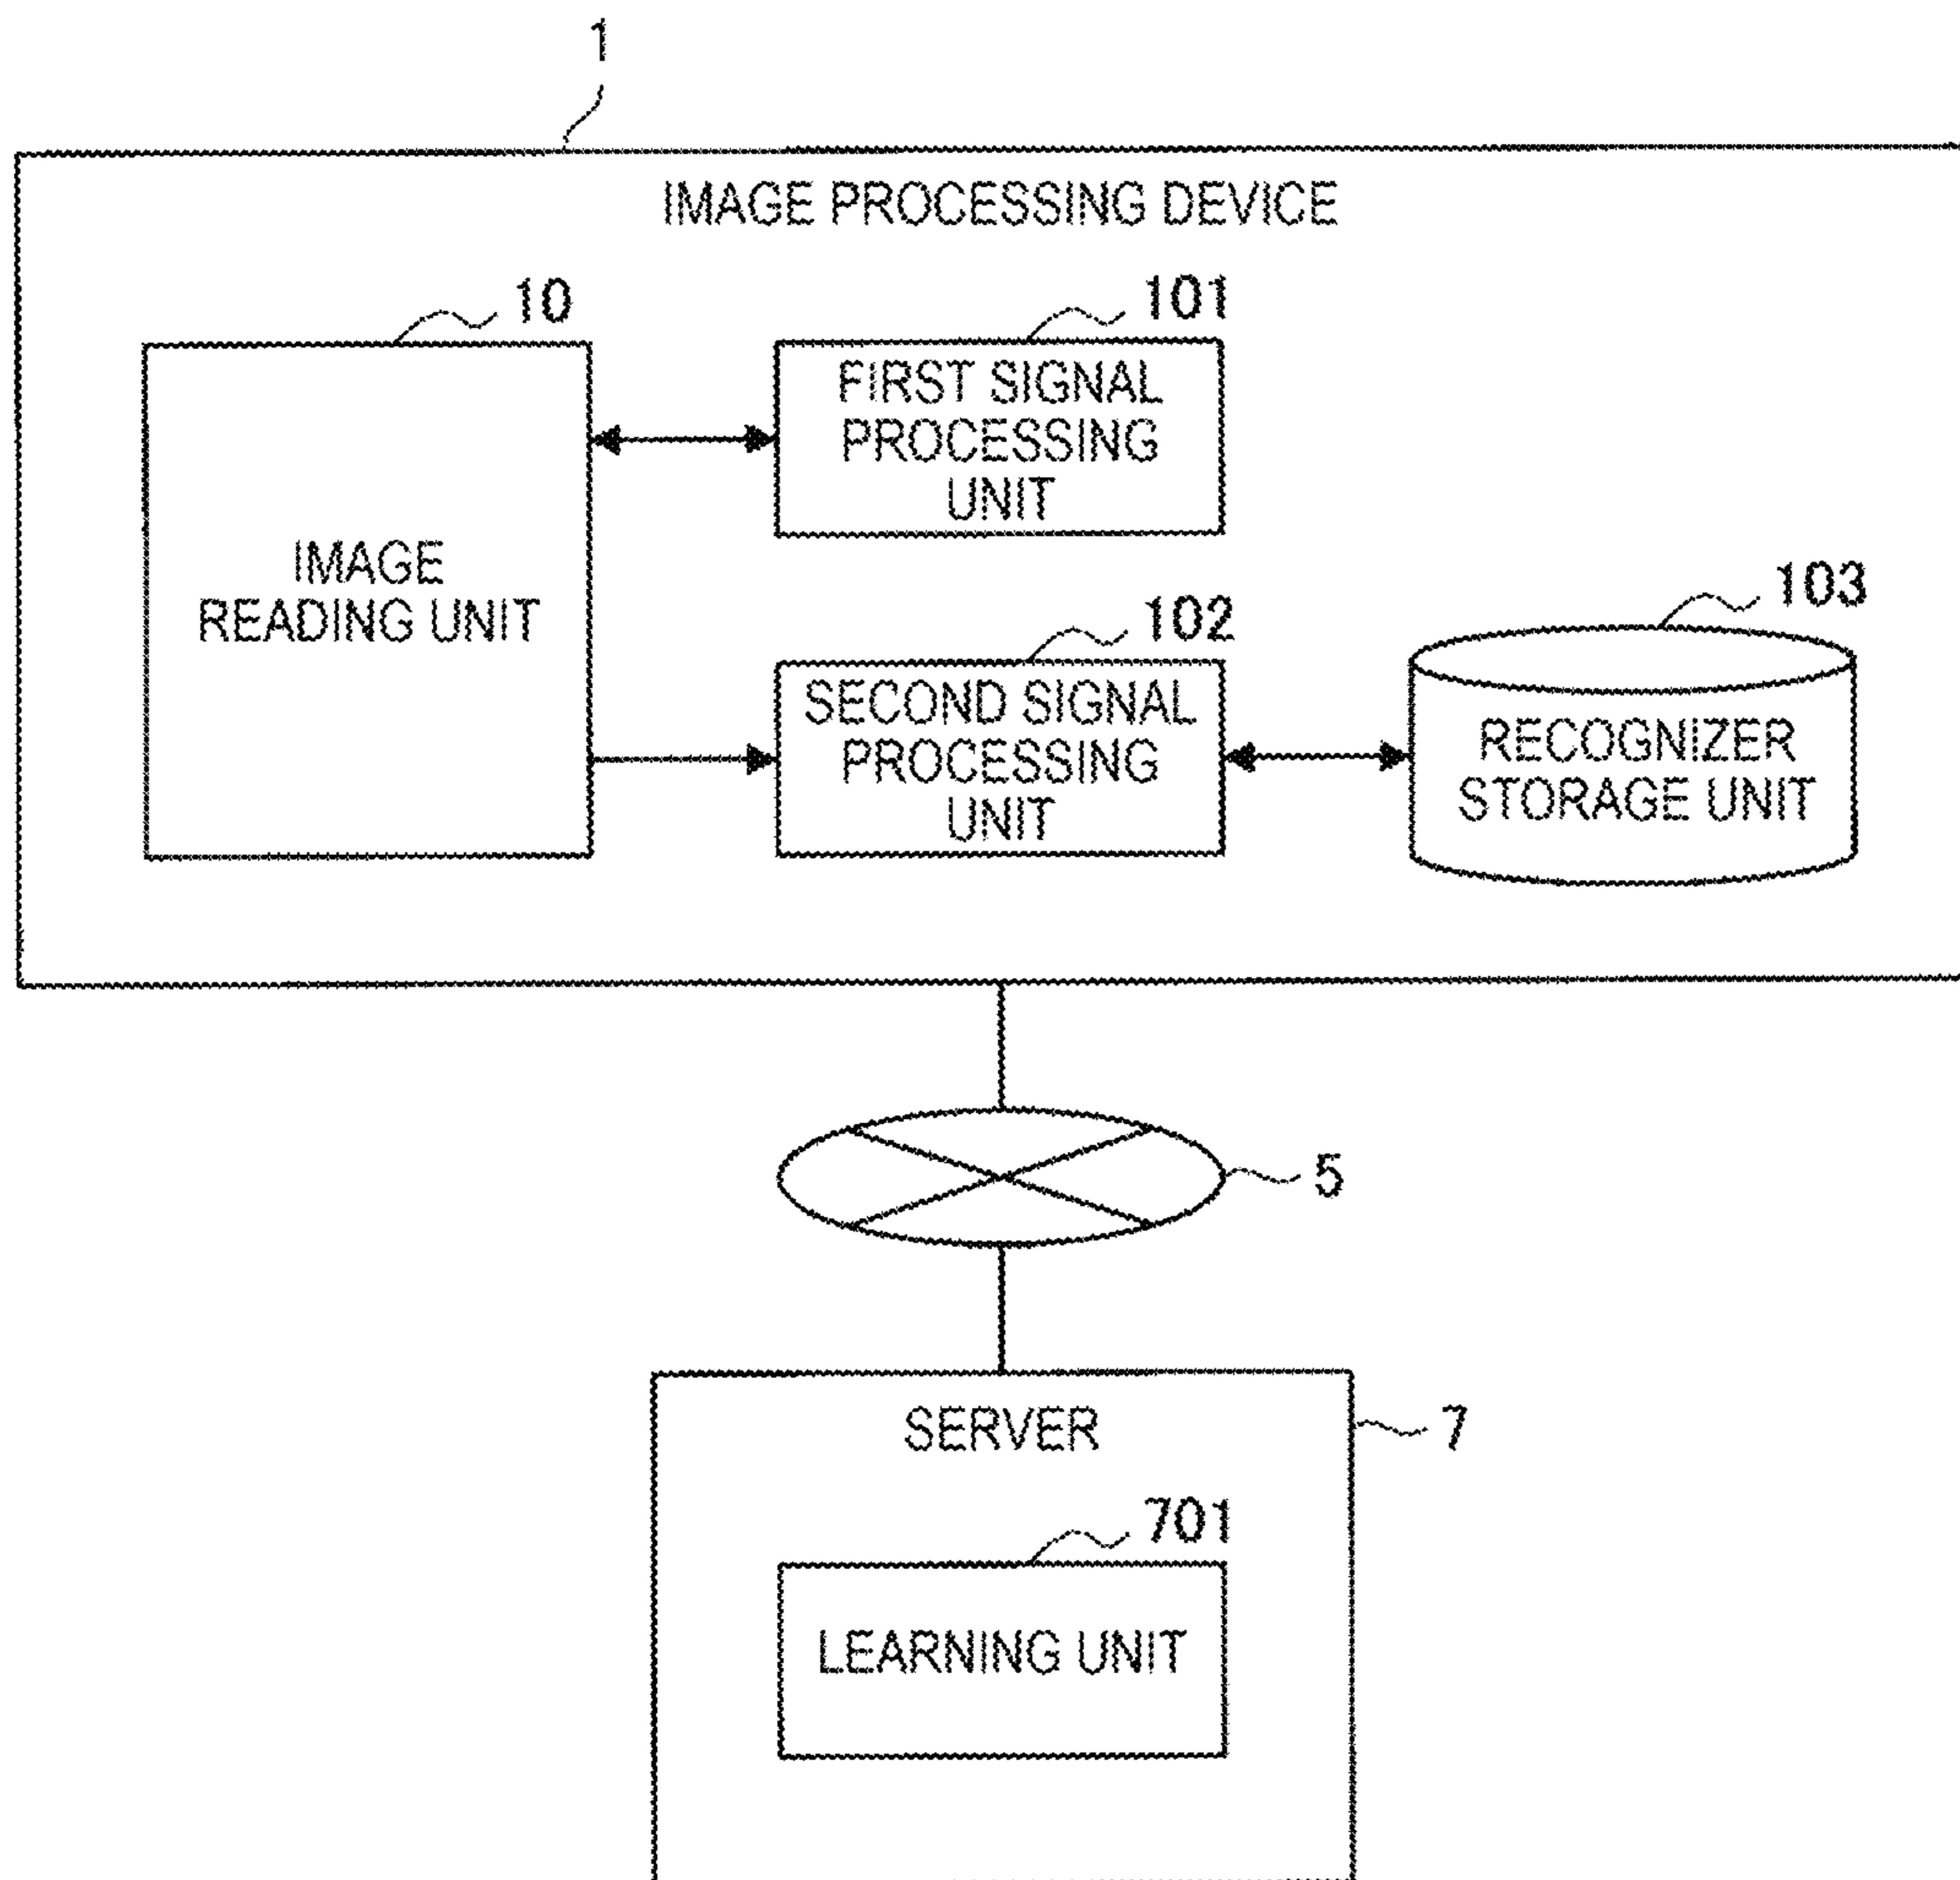 1
IMAGE PROCESSING DEVICE
10
101
IMAGE
READING UNIT
FIRST SIGNAL
PROCESSING
UNIT
102
103
SECOND SIGNAL
PROCESSING
UNIT
RECOGNIZER
STORAGE UNIT
5
SERVER
7
701
LEARNING UNIT